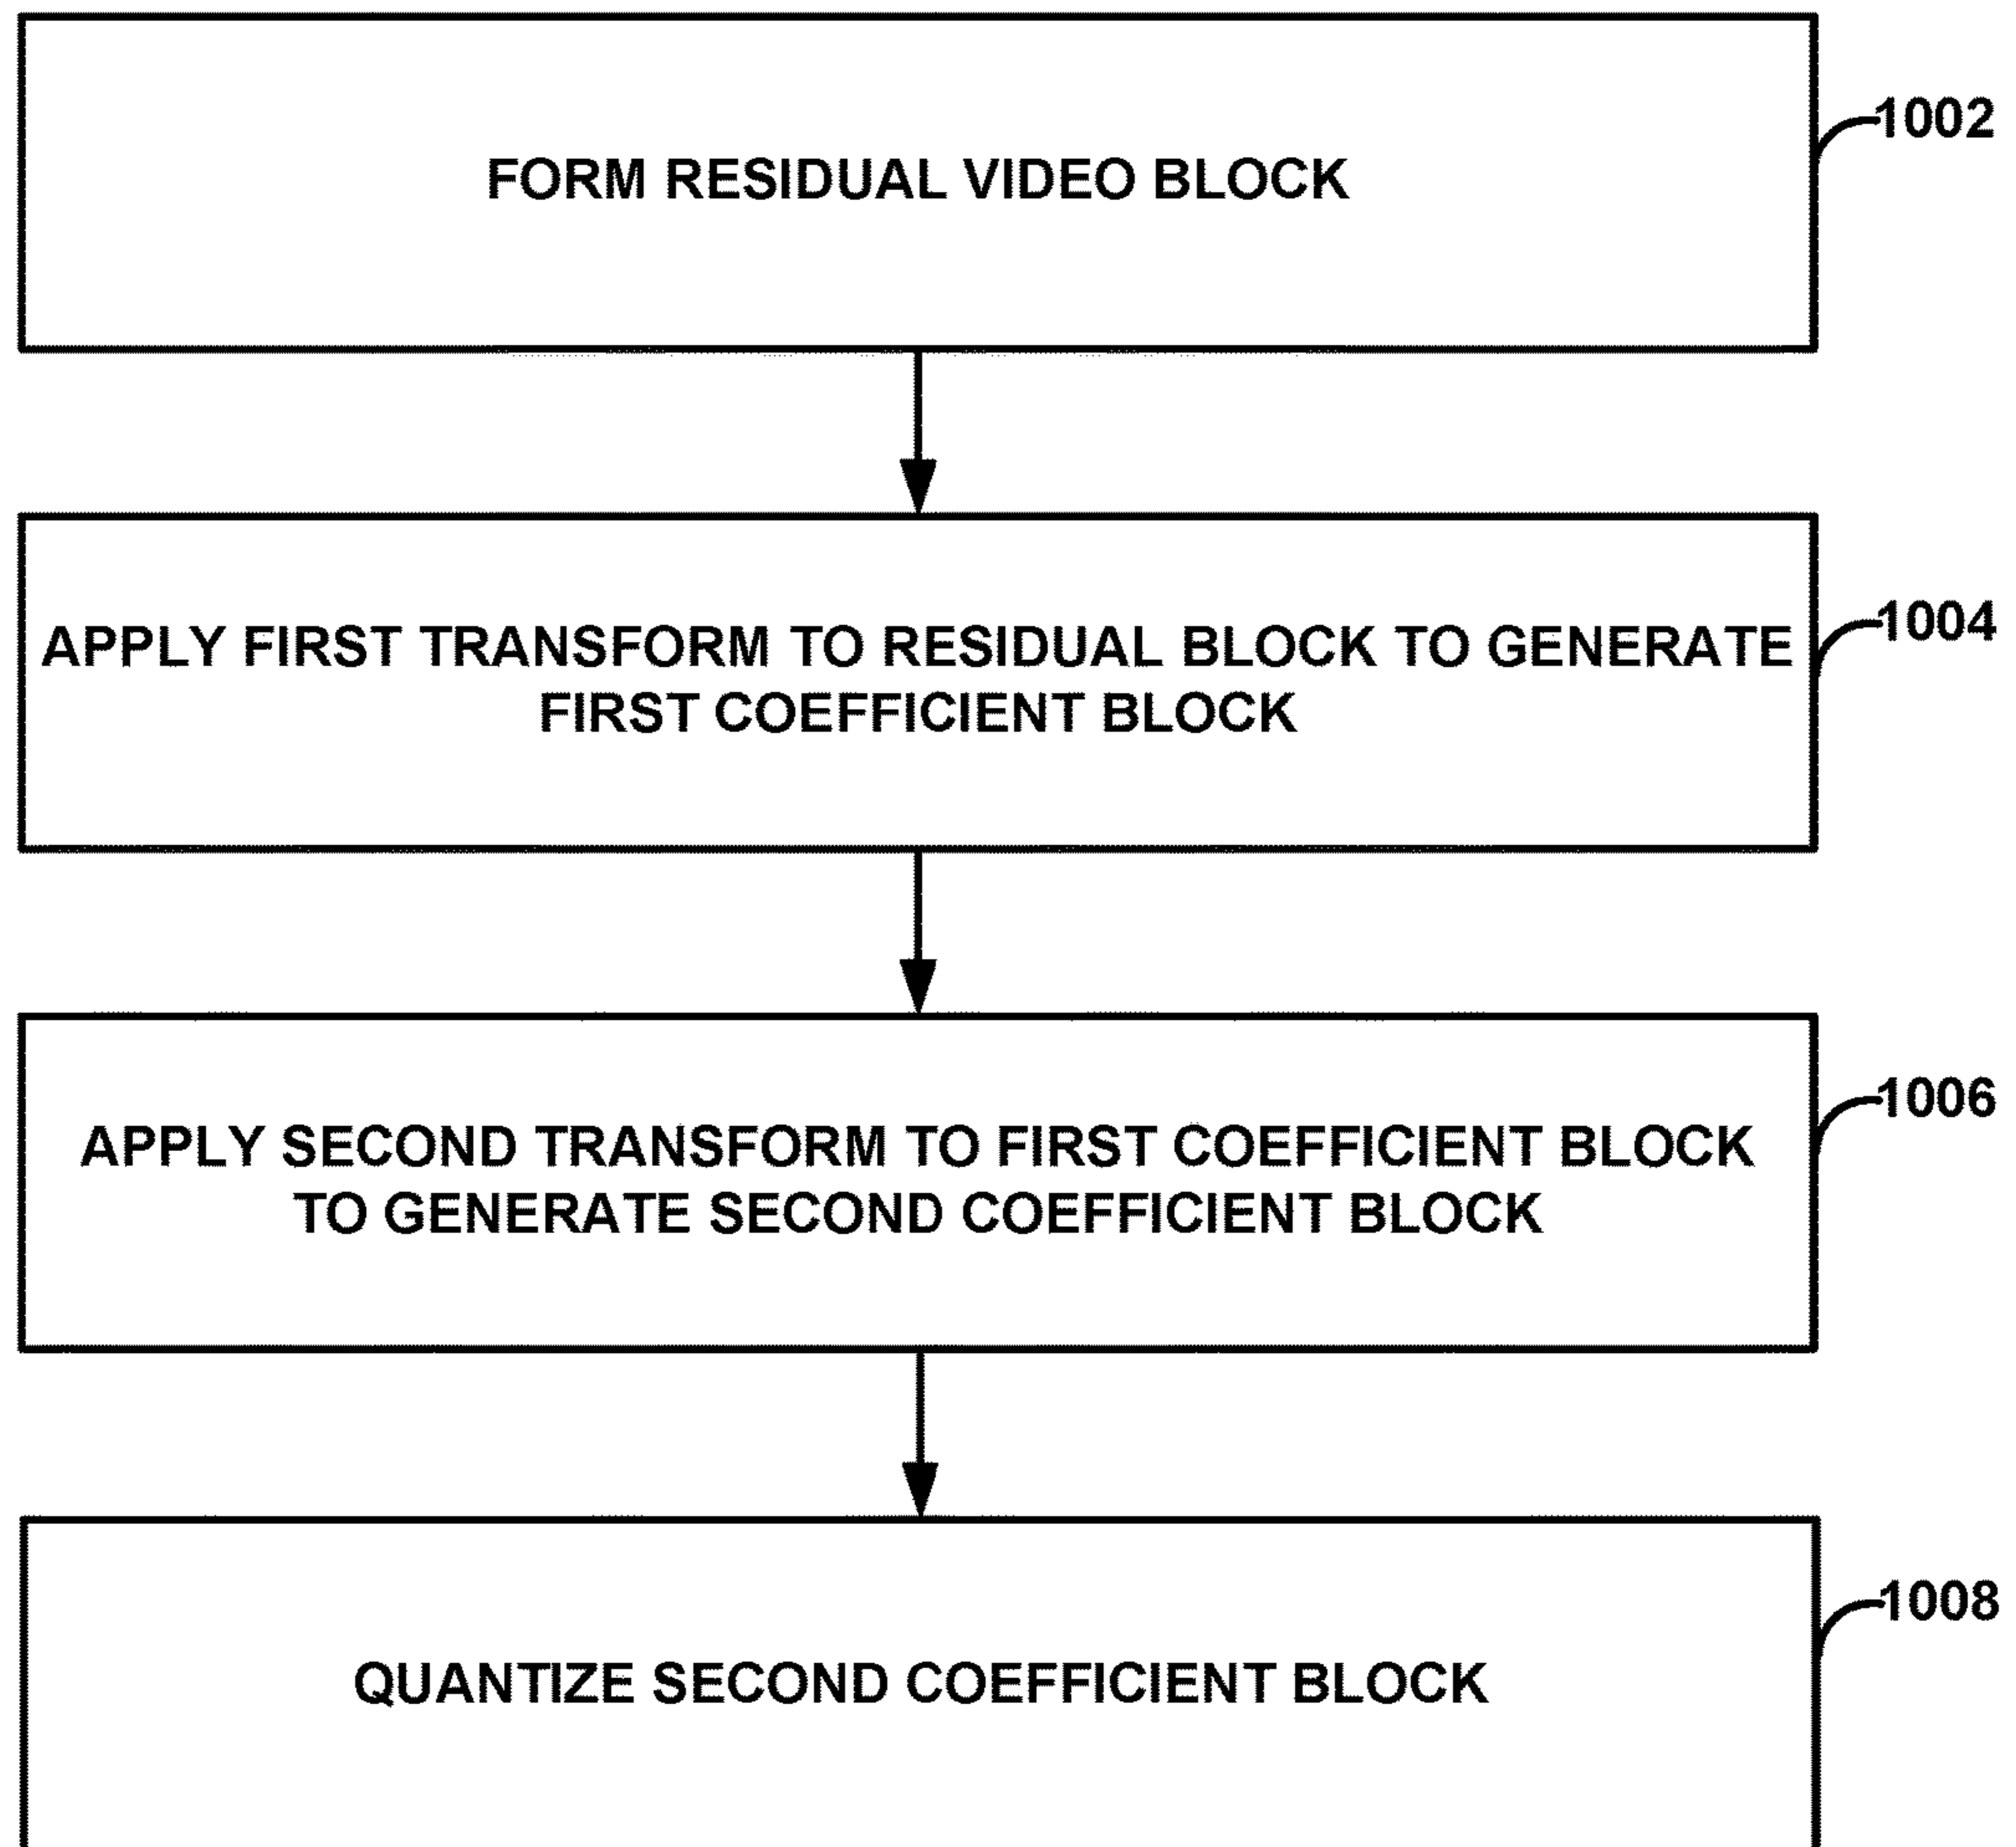 FORM RESIDUAL VIDEO BLOCK
1002
APPLY FIRST TRANSFORM TO RESIDUAL BLOCK TO GENERATE
FIRST COEFFICIENT BLOCK
1004
APPLY SECOND TRANSFORM TO FIRST COEFFICIENT BLOCK
TO GENERATE SECOND COEFFICIENT BLOCK
1006
QUANTIZE SECOND COEFFICIENT BLOCK
1008